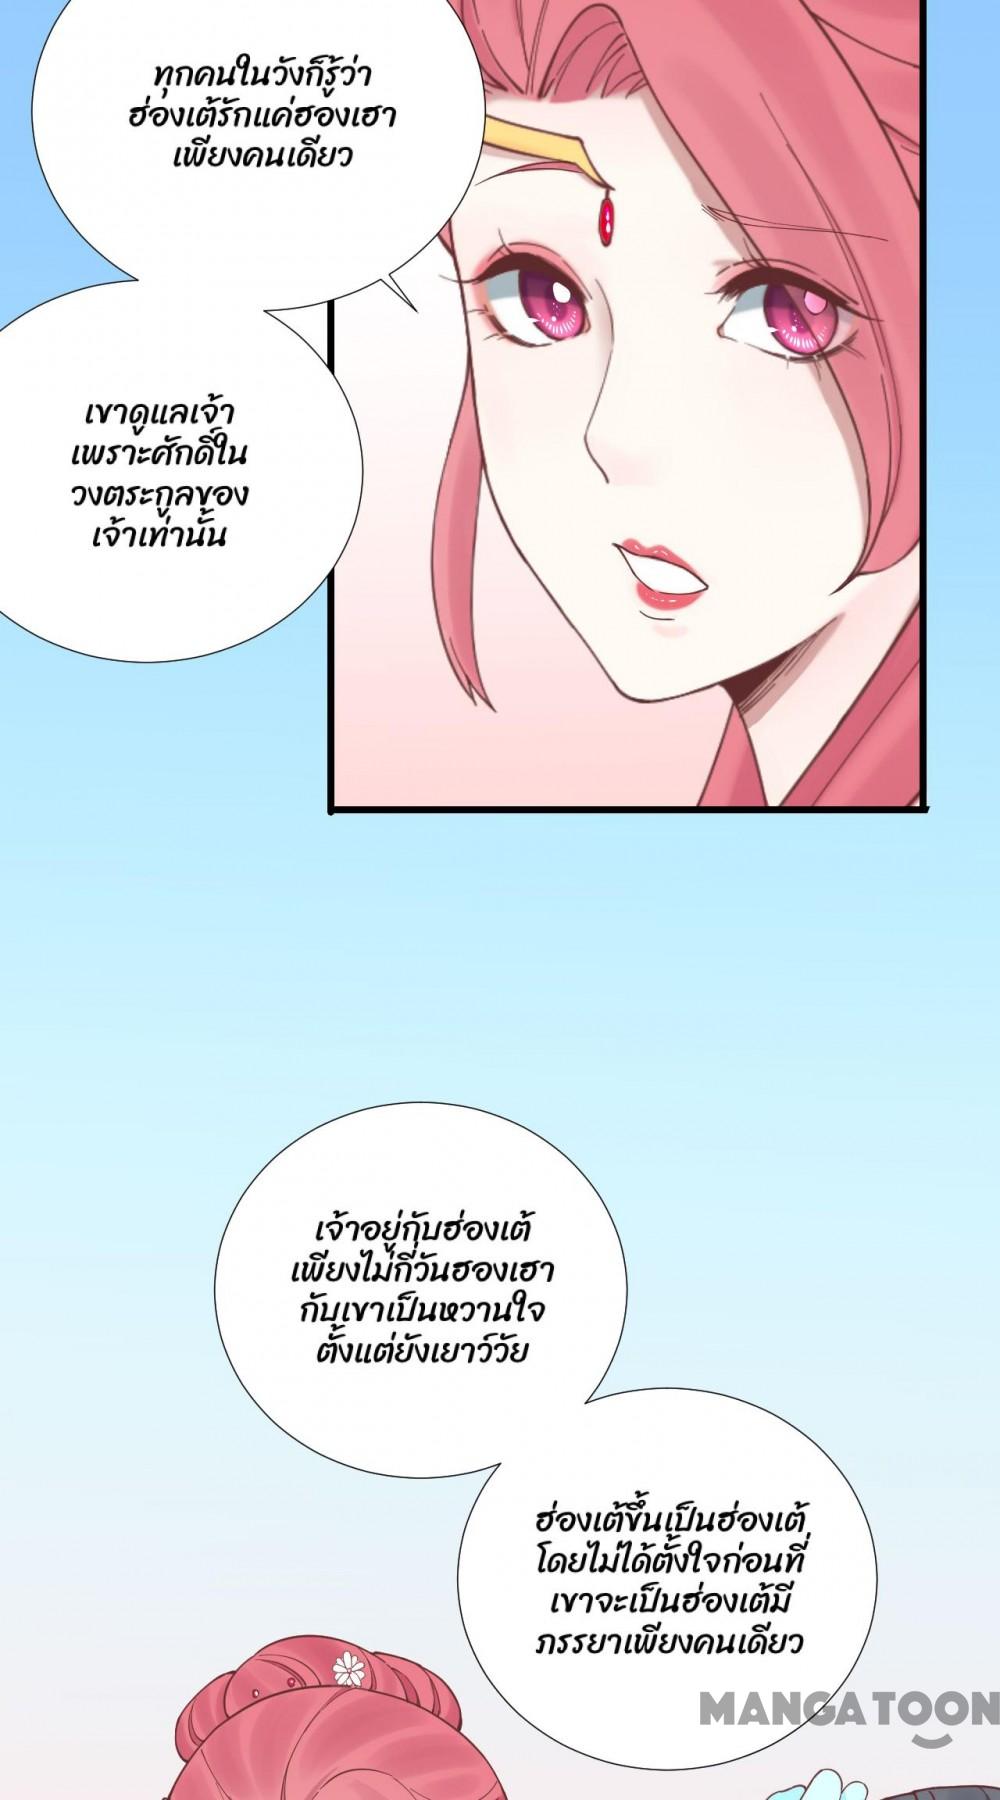 ทุกคนในวังก็รู้ว่า
ฮ่องเต้รักแค่ฮองเฮา
เพียงคนเดียว
เขาดูแลเจ้า
เพราะศักดิ์ใน
วงตระกูลของ
เจ้าเท่านั้น
เจ้าอยู่กับฮ่องเต้
เพียงไม่กี่วันฮองเฮา
กับเขาเป็นหวานใจ
ตั้งแต่ยังเยาว์วัย
ฮ่องเต้ขึ้นเป็นฮ่องเต้
โดยไม่ได้ตั้งใจก่อนที่
เขาจะเป็นฮ่องเต้มี
ภรรยาเพียงคนเดียว
MANGATOON